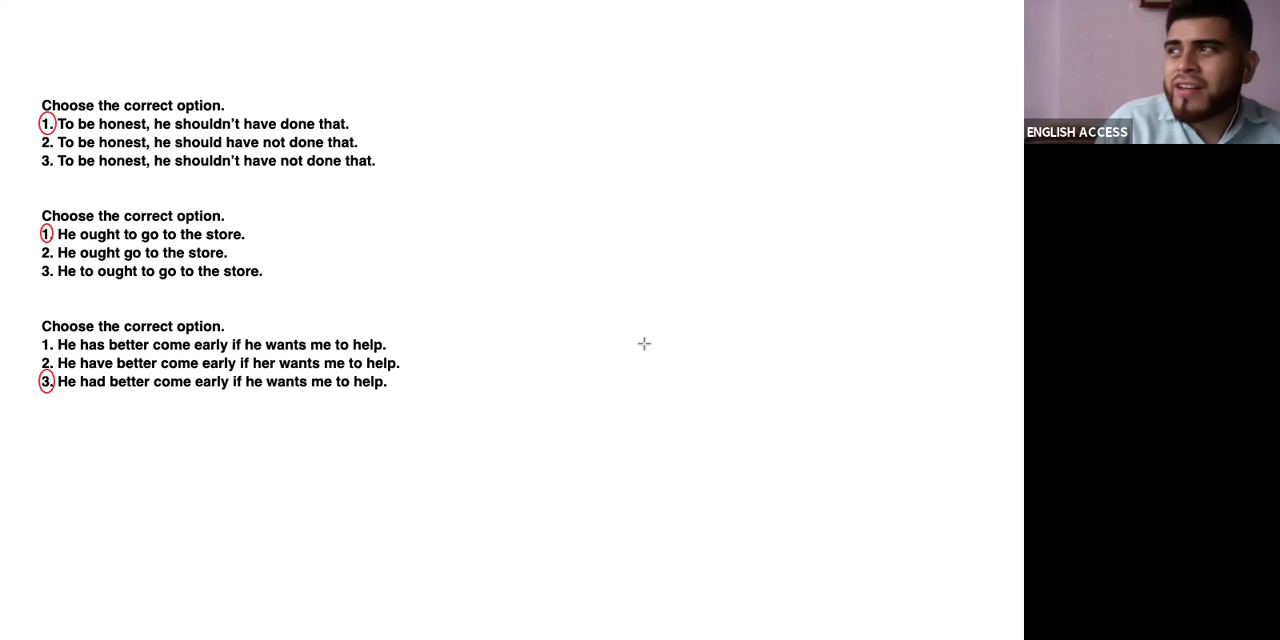 Choose the correct option.
1. To be honest, he shouldn't have done that.
2. To be honest, he should have not done that.
3. To be honest, he shouldn't have not done that.
Choose the correct option.
1. He ought to go to the store.
2. He ought go to the store.
3. He to ought to go to the store.
Choose the correct option.
1. He has better come early if he wants me to help.
2. He have better come early if her wants me to help.
3. He had better come early if he wants me to help.
ENGLISH ACCESS